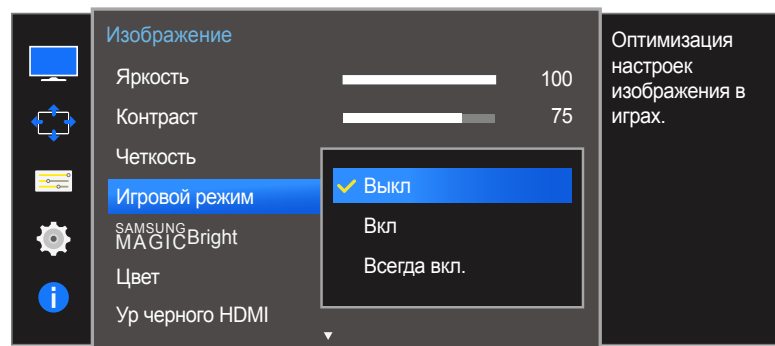 Изображение
Яркость 100
Контраст 75
Четкость
Игровой режим
SAMSUNG
MAGICBright
Цвет
Ур черного HDMI
Выкл
Вкл
Всегда вкл.
Оптимизация
настроек
изображения в
играх.